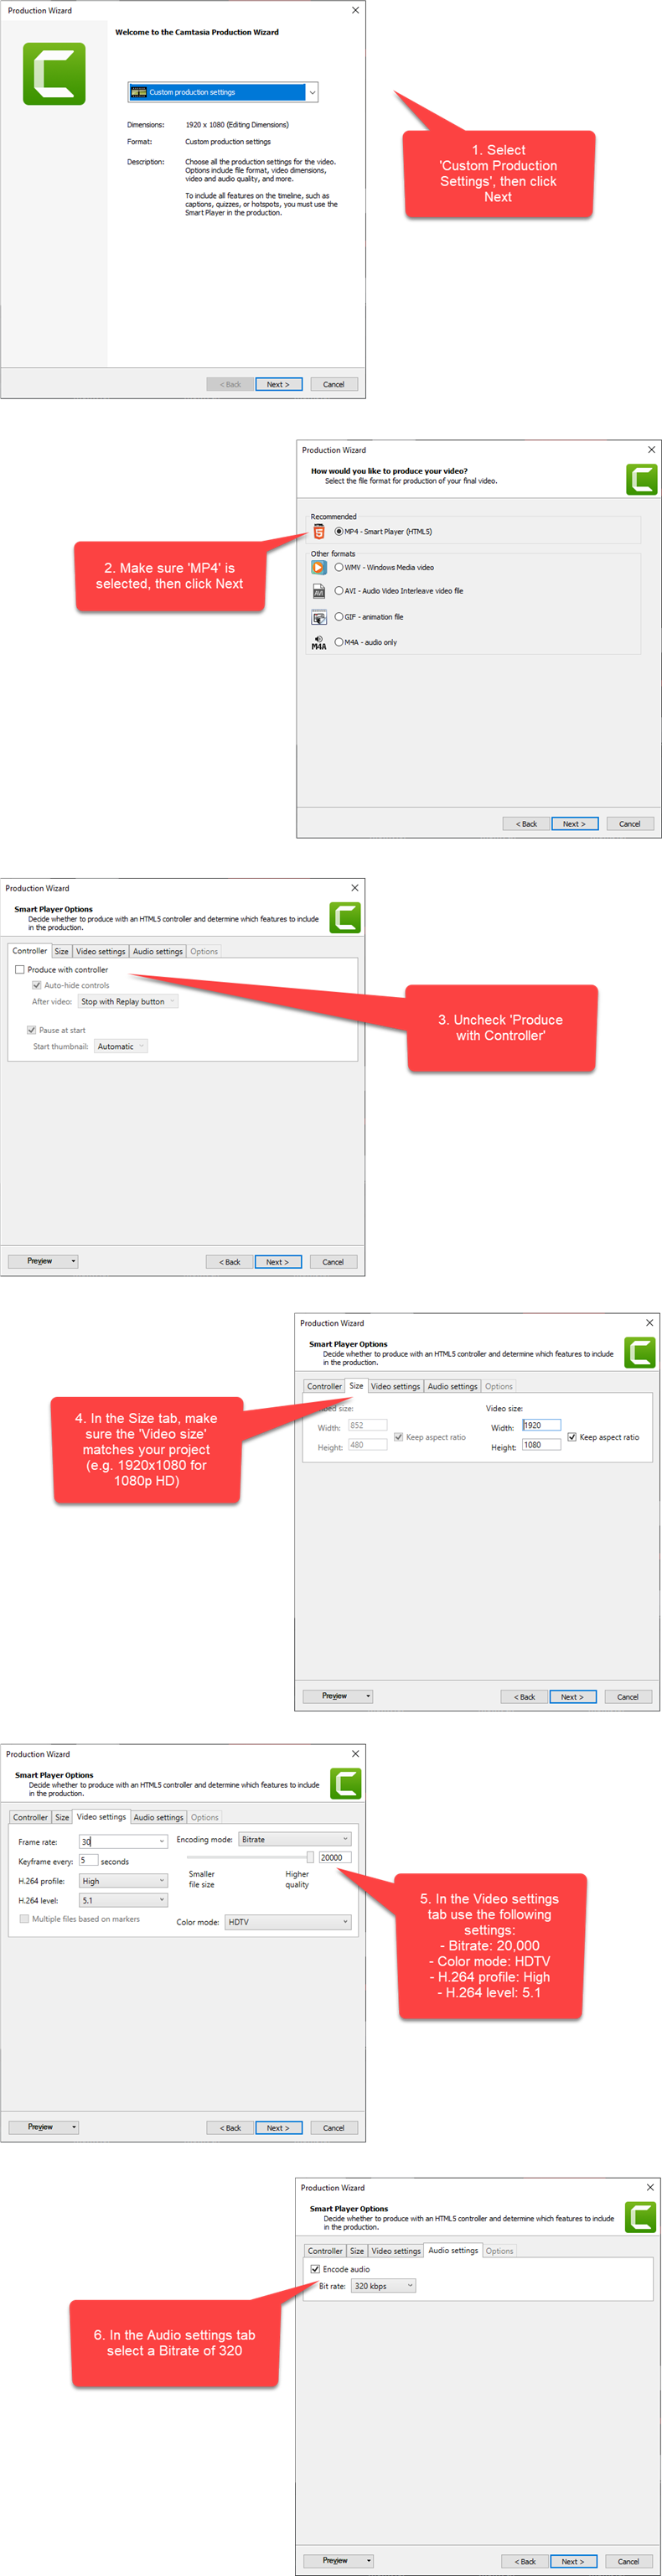 Production Wizard
Welcome to the Camtasia Production Wizard
Custom production settings
Dimensions: 1920 x 1080 (Editing Dimensions)
Format: Custom production settings
Description: Choose all the production settings for the video.
Options include file format, video dimensions,
video and audio quality, and more.
To include all features on the timeline, such as
captions, quizzes, or hotspots, you must use the
Smart Player in the production.
< Back Next > Cancel
1. Select
'Custom Production
Settings', then click
Next
Production Wizard
How would you like to produce your video?
Select the file format for production of your final video.
Recommended
5 MP4 - Smart Player (HTML5)
Other formats
WMV - Windows Media video
AVI AVI - Audio Video Interleave video file
GIF - animation file
M4A M4A - audio only
< Back Next > Cancel
2. Make sure 'MP4' is
selected, then click Next
Production Wizard
Smart Player Options
Decide whether to produce with an HTML5 controller and determine which features to include
in the production.
Controller Size Video settings Audio settings Options
Produce with controller
Auto-hide controls
After video: Stop with Replay button
Pause at start
Start thumbnail: Automatic
Preview < Back Next > Cancel
3. Uncheck 'Produce
with Controller'
Production Wizard
Smart Player Options
Decide whether to produce with an HTML5 controller and determine which features to include
in the production.
Controller Size Video settings Audio settings Options
size: Video size:
Width: 852 Width: 1920
Keep aspect ratio Keep aspect ratio
Height: 480 Height: 1080
Preview < Back Next > Cancel
4. In the Size tab, make
sure the 'Video size'
matches your project
(e.g. 1920x1080 for
1080p HD)
Production Wizard
Smart Player Options
Decide whether to produce with an HTML5 controller and determine which features to include
in the production.
Controller Size Video settings Audio settings Options
Frame rate: 30 Encoding mode: Bitrate
Keyframe every: 5 seconds 20000
H.264 profile: High Smaller file size Higher quality
H.264 level: 5.1
Multiple files based on markers Color mode: HDTV
Preview < Back Next > Cancel
5. In the Video settings
tab use the following
settings:
- Bitrate: 20,000
- Color mode: HDTV
- H.264 profile: High
- H.264 level: 5.1
Production Wizard
Smart Player Options
Decide whether to produce with an HTML5 controller and determine which features to include
in the production.
Controller Size Video settings Audio settings Options
Encode audio
Bit rate: 320 kbps
Preview < Back Next > Cancel
6. In the Audio settings tab
select a Bitrate of 320